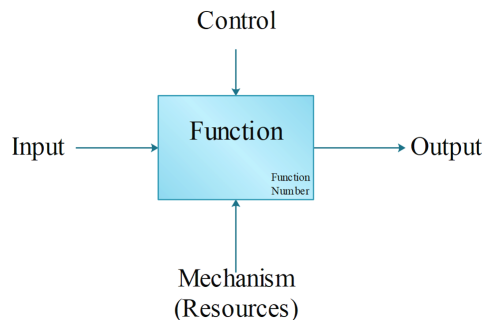 Control
Input
Function
Output
Function
Number
Mechanism
(Resources)